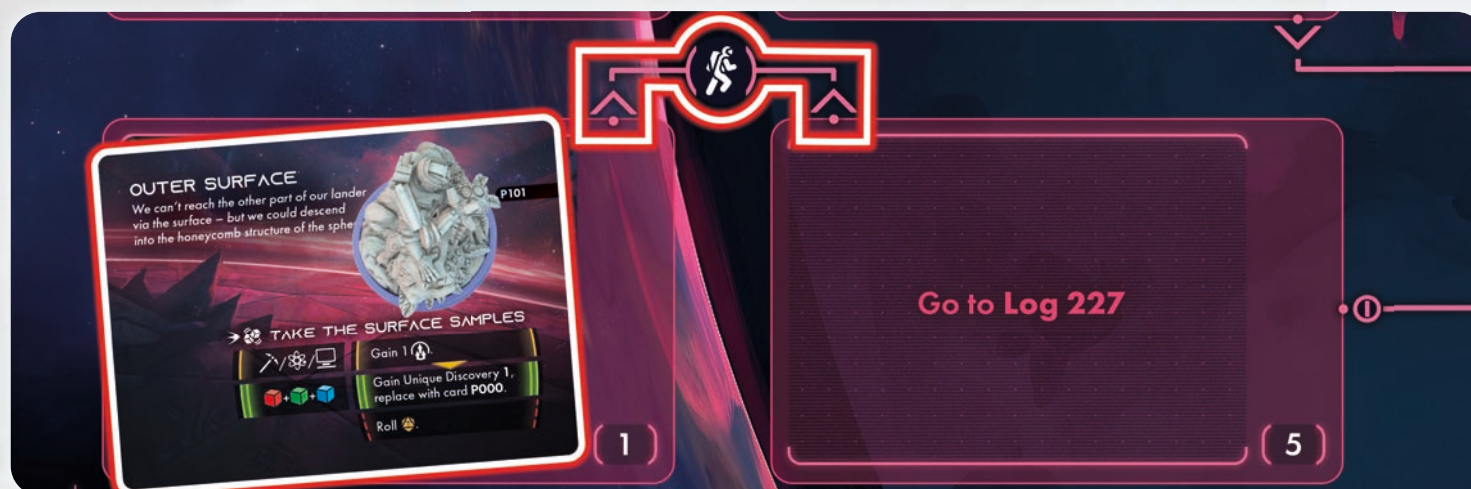 OUTER SURFACE
We can't reach the other part of our lander
via the surface – but we could descend
into the honeycomb structure of the
P101
TAKE THE SURFACE SAMPLES
Gain 1
Gain Unique Discovery 1,
replace with card P000.
Roll
1
Go to Log 227
5